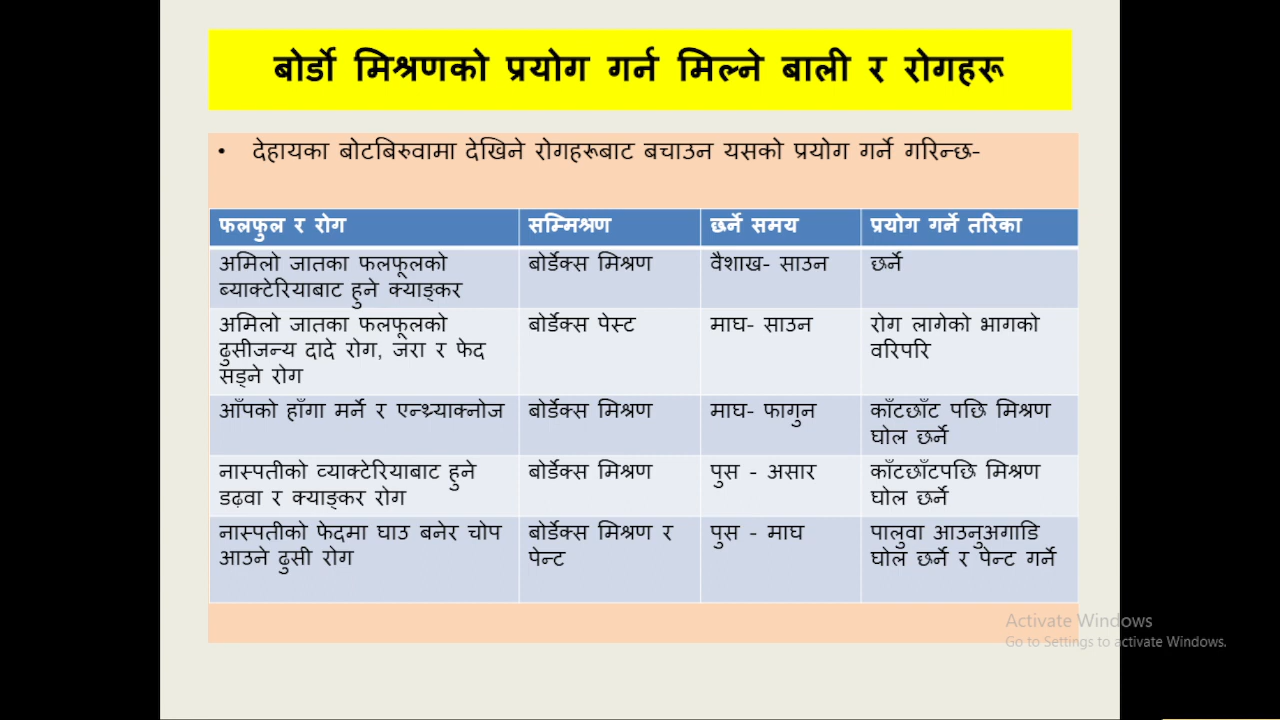 बोर्डो मिश्रणको प्रयोग गर्न मिल्ने बाली र रोगहरू
• देहायका बोटबिरुवामा देखिने रोगहरूबाट बचाउन यसको प्रयोग गर्ने गरिन्छ-
फलफुल र रोग सम्मिश्रण छर्ने समय प्रयोग गर्ने तरिका
अमिलो जातका फलफूलको बोर्डेक्स मिश्रण वैशाख- साउन छर्ने
ब्याक्टेरियाबाट हुने क्याङ्कर
अमिलो जातका फलफूलको बोर्डेक्स पेस्ट माघ- साउन रोग लागेको भागको
ढुसीजन्य दादे रोग, जरा र फेद वरिपरि
सड्ने रोग
आँपको हाँगा मर्ने र एन्थ्र्याक्नोज बोर्डेक्स मिश्रण माघ- फागुन काँटछाँट पछि मिश्रण
घोल छर्ने
नास्पतीको व्याक्टेरियाबाट हुने बोर्डेक्स मिश्रण पुस - असार काँटछाँटपछि मिश्रण
डढ़वा र क्याङ्कर रोग घोल छर्ने
नास्पतीको फेदमा घाउ बनेर चोप बोर्डेक्स मिश्रण र पुस - माघ पालुवा आउनुअगाडि
आउने ढुसी रोग पेन्ट घोल छर्ने र पेन्ट गर्ने
Activate Windows
Go to Settings to activate Windows.